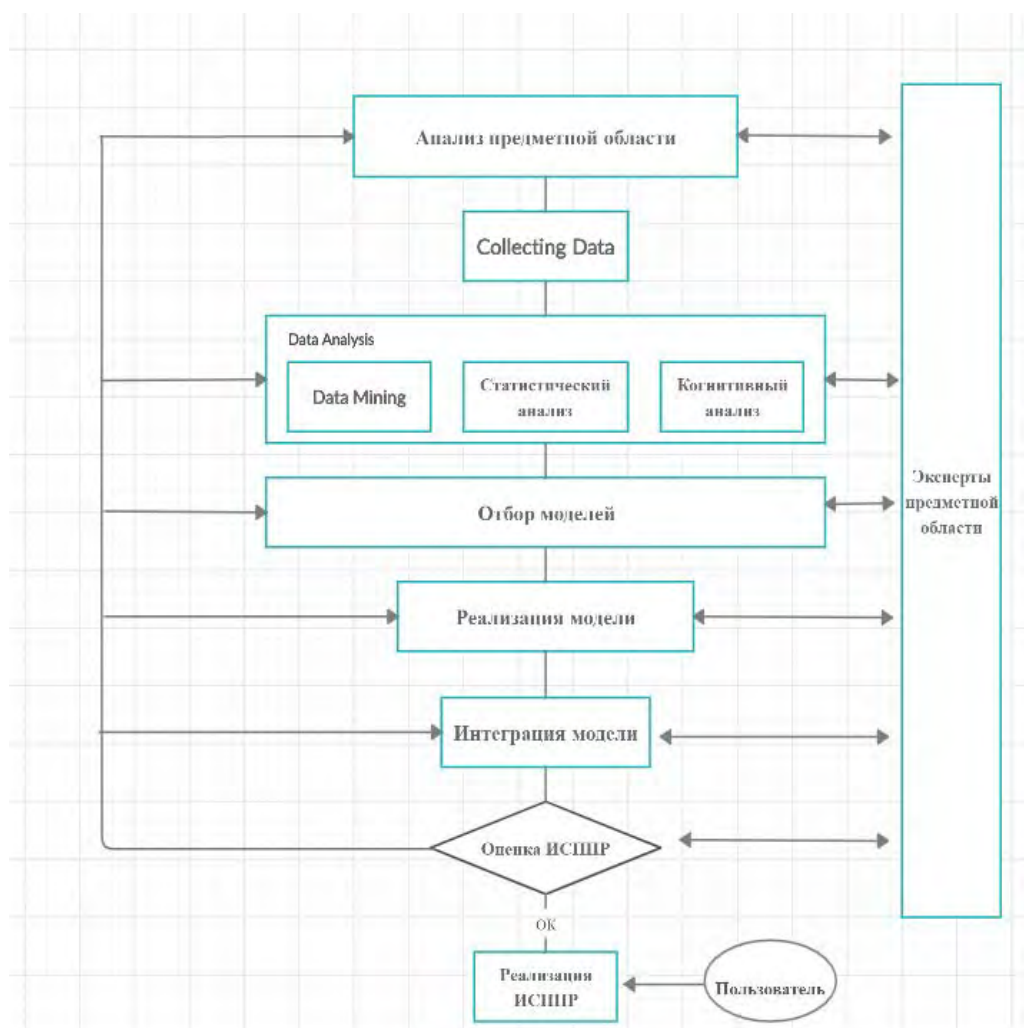 Анализ предметной области
Collecting Data
Data Analysis
Data Mining
Статистический
анализ
Когнитивный
анализ
Отбор моделей
Эксперты
предметной
области
Реализация модели
Интеграция модели
Оценка ИСППР
ОК
Реализация
ИСППР
Пользователь